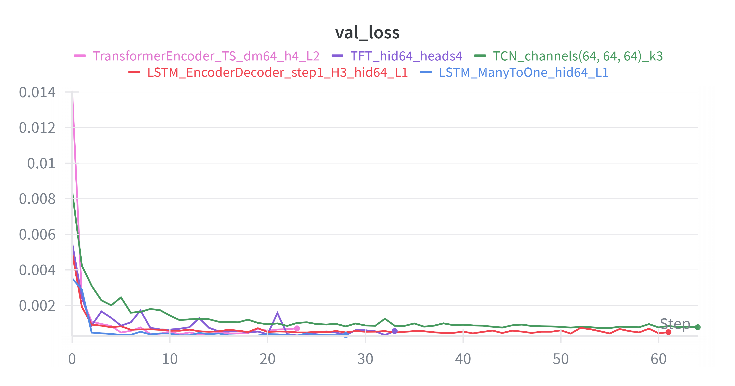 val_loss
TransformerEncoder_TS_dm64_h4_L2 TFT_hid64_heads4 TCN_channels(64, 64, 64)_k3
LSTM_EncoderDecoder_step1_H3_hid64_L1 LSTM_ManyToOne_hid64_L1
0.014
0.012
0.01
0.008
0.006
0.004
0.002
Step
0 10 20 30 40 50 60